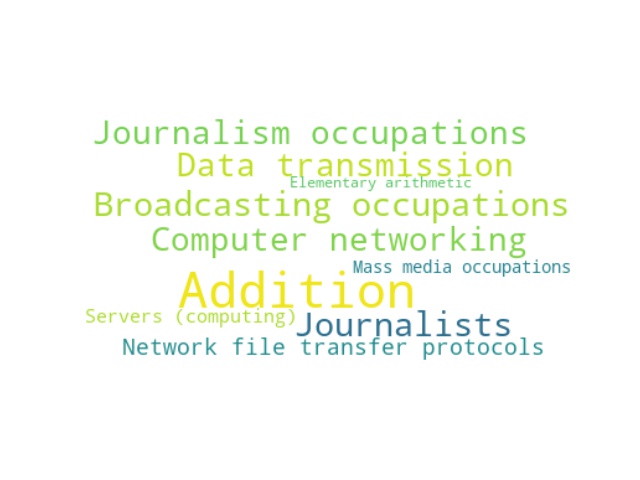 Journalism occupations
Data transmission
Elementary arithmetic
Broadcasting occupations
Computer networking
Mass media occupations
Addition
Servers (computing)
Journalists
Network file transfer protocols